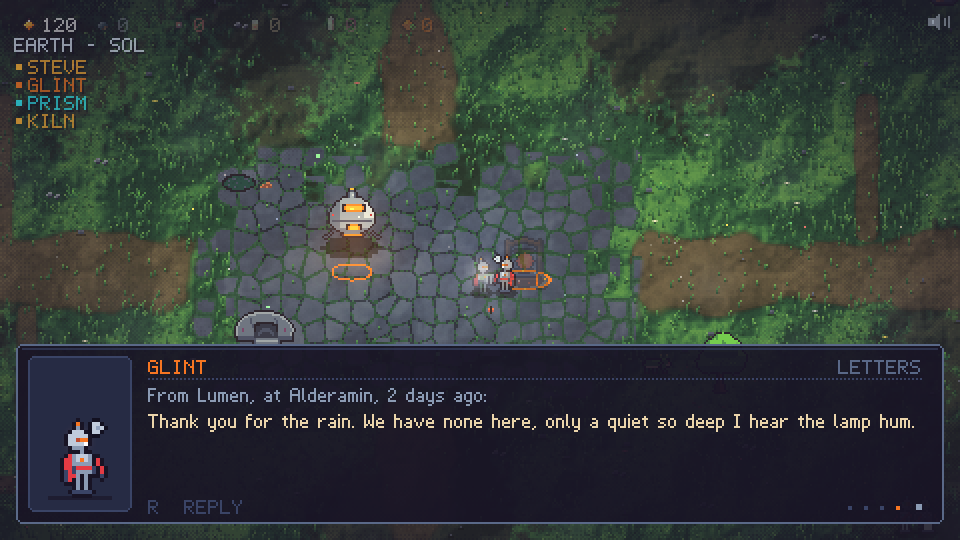 120 0 0 0 0 0
EARTH - SOL
STEVE
GLINT
PRISM
KILN
GLINT LETTERS
From Lumen, at Alderamin, 2 days ago:
Thank you for the rain. We have none here, only a quiet so deep I hear the lamp hum.
R REPLY